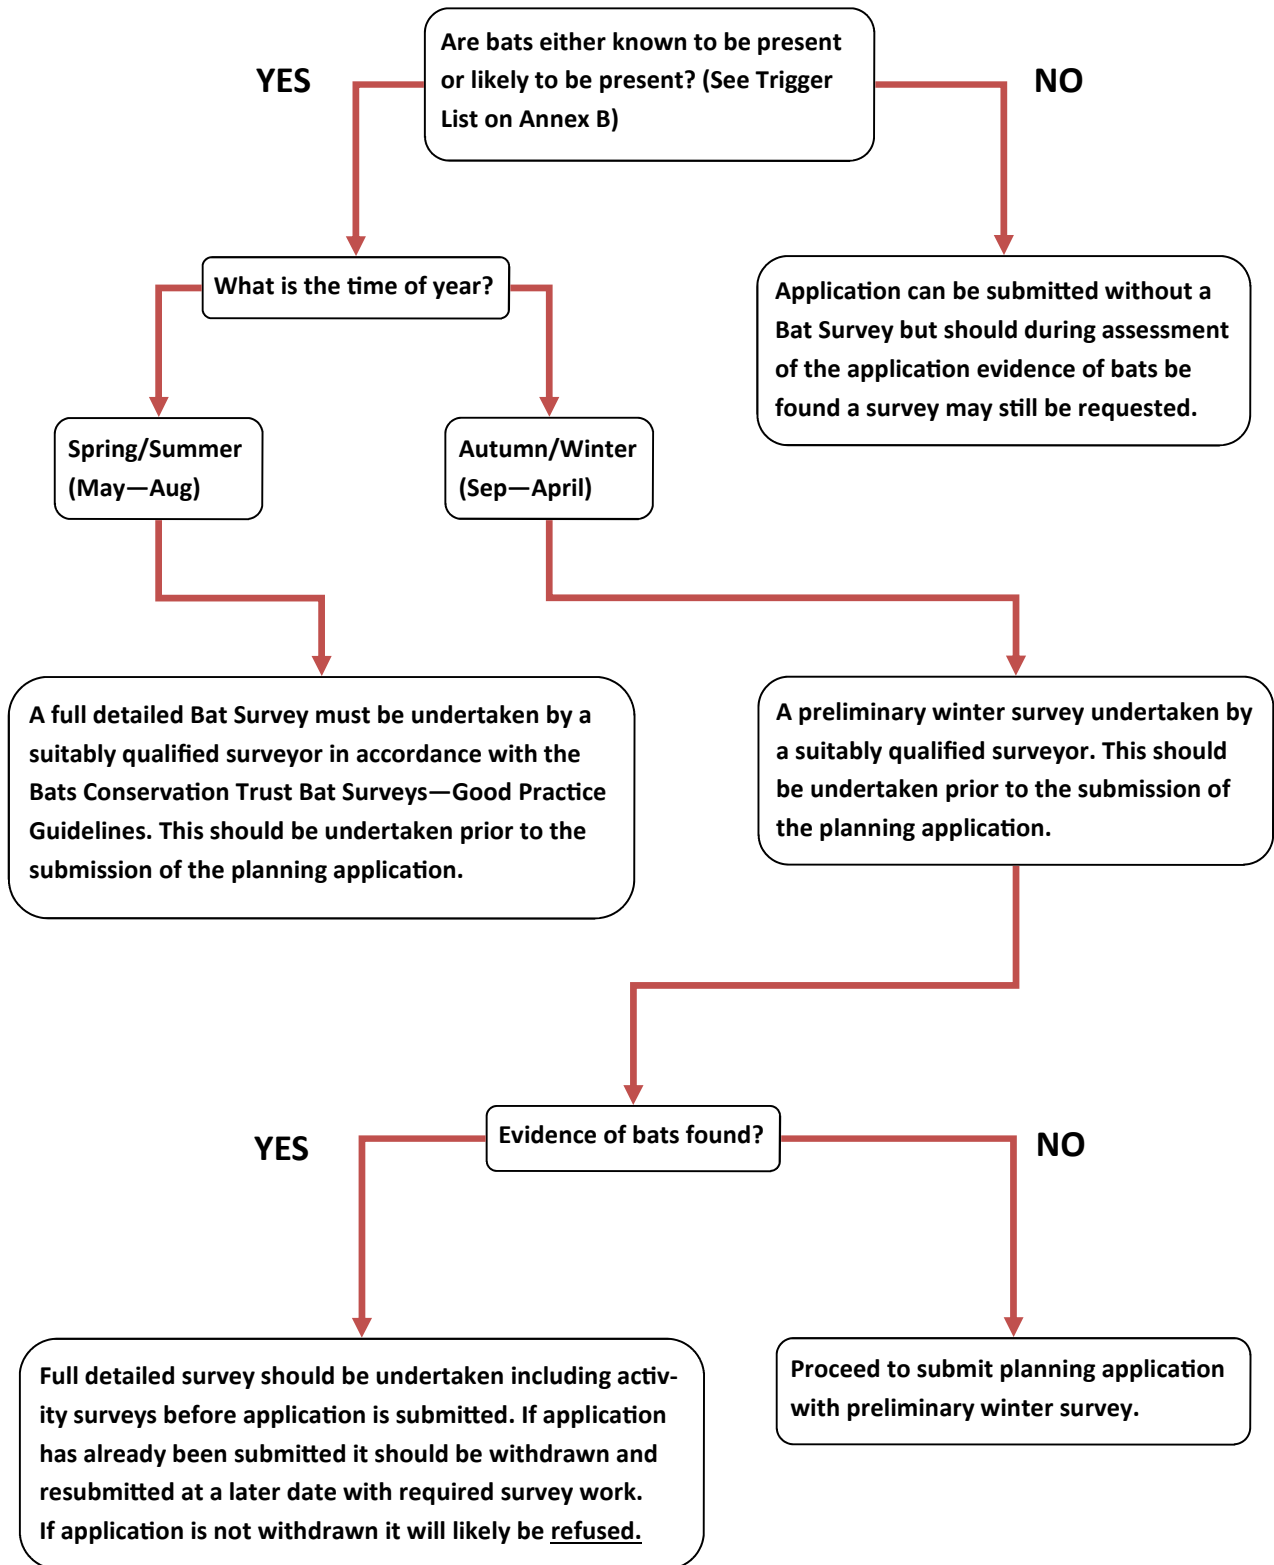 Are bats either known to be present
or likely to be present? (See Trigger
List on Annex B)
YES
NO
What is the time of year?
Application can be submitted without a
Bat Survey but should during assessment
of the application evidence of bats be
found a survey may still be requested.
Spring/Summer
(May—Aug)
Autumn/Winter
(Sep—April)
A full detailed Bat Survey must be undertaken by a
suitably qualified surveyor in accordance with the
Bats Conservation Trust Bat Surveys—Good Practice
Guidelines. This should be undertaken prior to the
submission of the planning application.
A preliminary winter survey undertaken by
a suitably qualified surveyor. This should
be undertaken prior to the submission of
the planning application.
Evidence of bats found?
YES
NO
Full detailed survey should be undertaken including activ-
ity surveys before application is submitted. If application
has already been submitted it should be withdrawn and
resubmitted at a later date with required survey work.
If application is not withdrawn it will likely be refused.
Proceed to submit planning application
with preliminary winter survey.